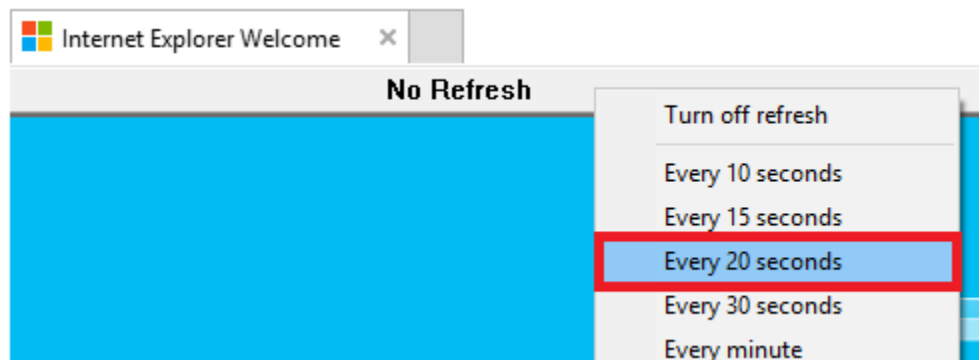 Internet Explorer Welcome
No Refresh
Turn off refresh
Every 10 seconds
Every 15 seconds
Every 20 seconds
Every 30 seconds
Every minute